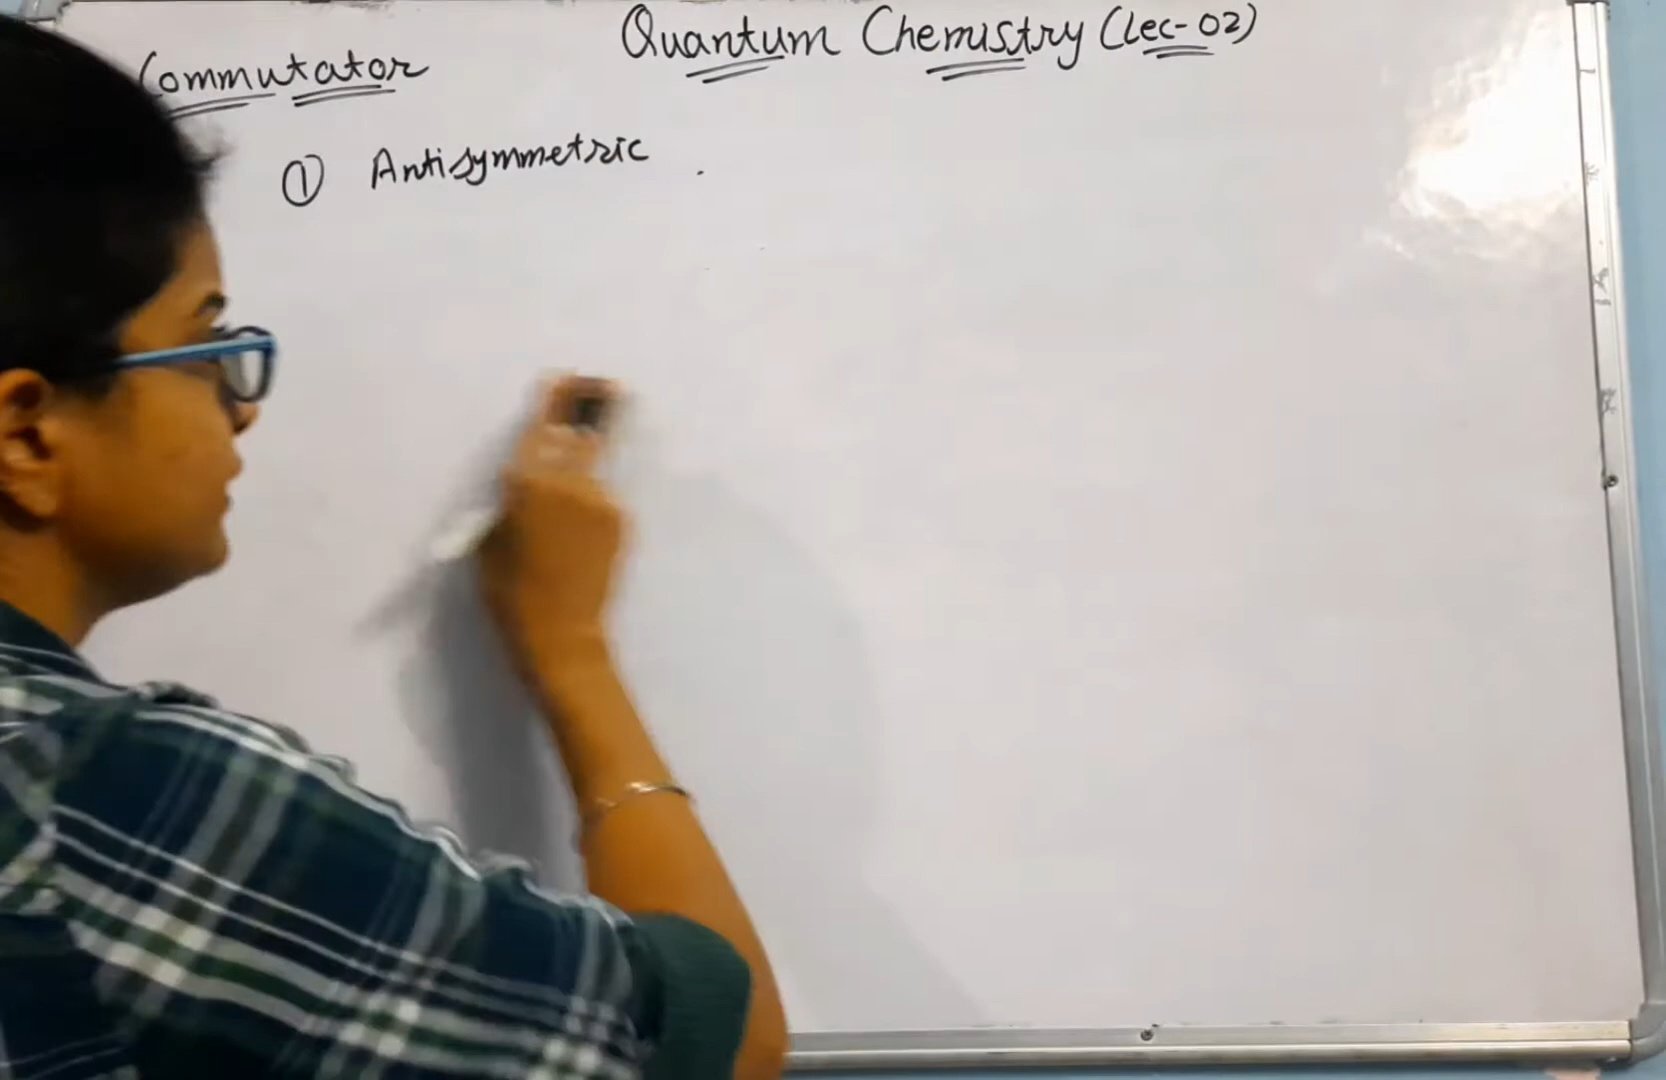 Quantum Chemistry (Lec-02)
Commutator
① Antisymmetric